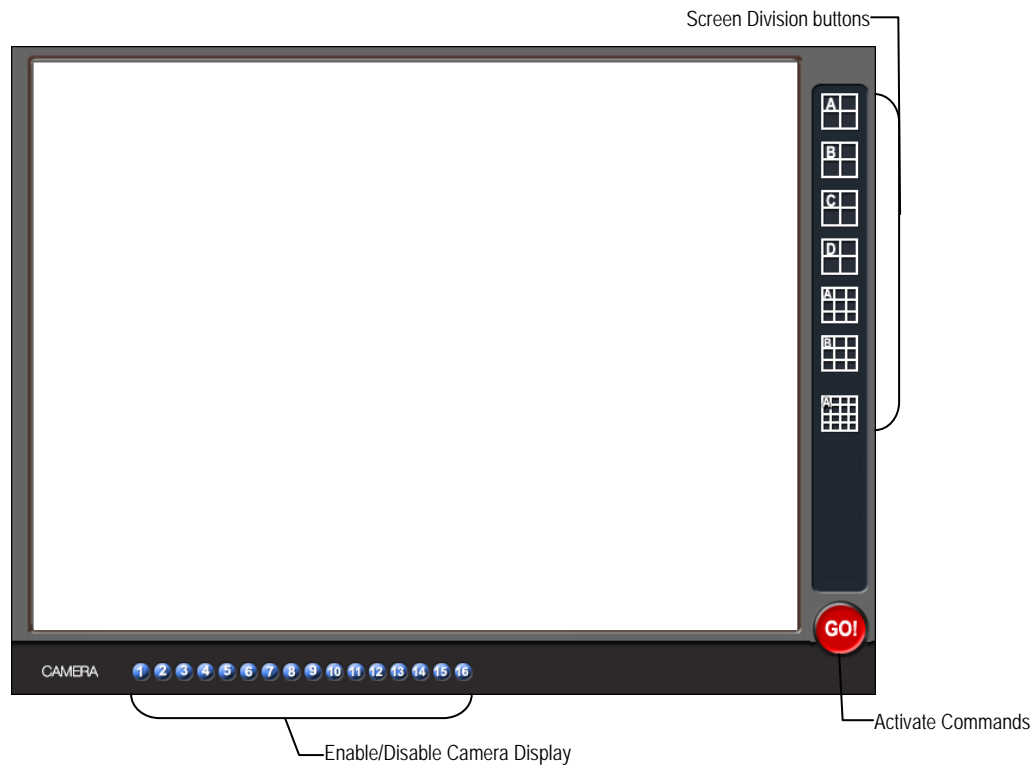 Screen Division buttons
A
B
C
D
A
B
A
GO!
CAMERA 1 2 3 4 5 6 7 8 9 10 11 12 13 14 15 16
Activate Commands
Enable/Disable Camera Display